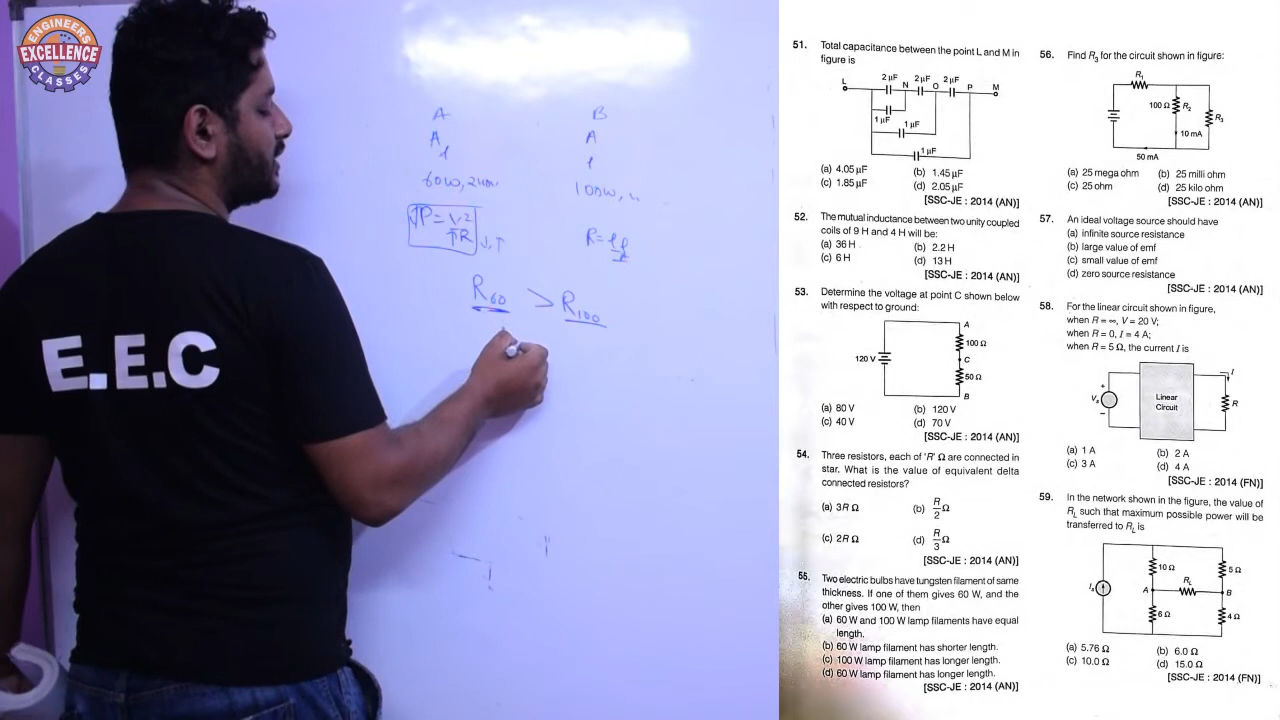 ENGINEERS
EXCELLENCE
CLASSES
E.E.C
A B
A A
l l
60W, 100W,
P = V²/R R = ρl/A
↓, ↑
R60 > R100
51. Total capacitance between the point L and M in
figure is
L 2 μF N 2 μF O 2 μF P M
1 μF
1 μF
1 μF
(a) 4.05 μF (b) 1.45 μF
(c) 1.85 μF (d) 2.05 μF
[SSC-JE : 2014 (AN)]
52. The mutual inductance between two unity coupled
coils of 9 H and 4 H will be:
(a) 36 H (b) 2.2 H
(c) 6 H (d) 13 H
[SSC-JE : 2014 (AN)]
53. Determine the voltage at point C shown below
with respect to ground:
A
100 Ω
120 V C
50 Ω
B
(a) 80 V (b) 120 V
(c) 40 V (d) 70 V
[SSC-JE : 2014 (AN)]
54. Three resistors, each of 'R' Ω are connected in
star. What is the value of equivalent delta
connected resistors?
(a) 3R Ω (b) R/2 Ω
(c) 2R Ω (d) R/3 Ω
[SSC-JE : 2014 (AN)]
55. Two electric bulbs have tungsten filament of same
thickness. If one of them gives 60 W, and the
other gives 100 W, then
(a) 60 W and 100 W lamp filaments have equal
length.
(b) 60 W lamp filament has shorter length.
(c) 100 W lamp filament has longer length.
(d) 60 W lamp filament has longer length.
[SSC-JE : 2014 (AN)]
56. Find R3 for the circuit shown in figure:
R1
100 Ω R2
R3
10 mA
50 mA
(a) 25 mega ohm (b) 25 milli ohm
(c) 25 ohm (d) 25 kilo ohm
[SSC-JE : 2014 (AN)]
57. An ideal voltage source should have
(a) infinite source resistance
(b) large value of emf
(c) small value of emf
(d) zero source resistance
[SSC-JE : 2014 (AN)]
58. For the linear circuit shown in figure,
when R = ∞, V = 20 V;
when R = 0, I = 4 A;
when R = 5 Ω, the current I is
I
+
Vs Linear R
– Circuit
(a) 1 A (b) 2 A
(c) 3 A (d) 4 A
[SSC-JE : 2014 (FN)]
59. In the network shown in the figure, the value of
RL such that maximum possible power will be
transferred to RL is
10 Ω 5 Ω
Is A RL B
6 Ω 4 Ω
(a) 5.76 Ω (b) 6.0 Ω
(c) 10.0 Ω (d) 15.0 Ω
[SSC-JE : 2014 (FN)]